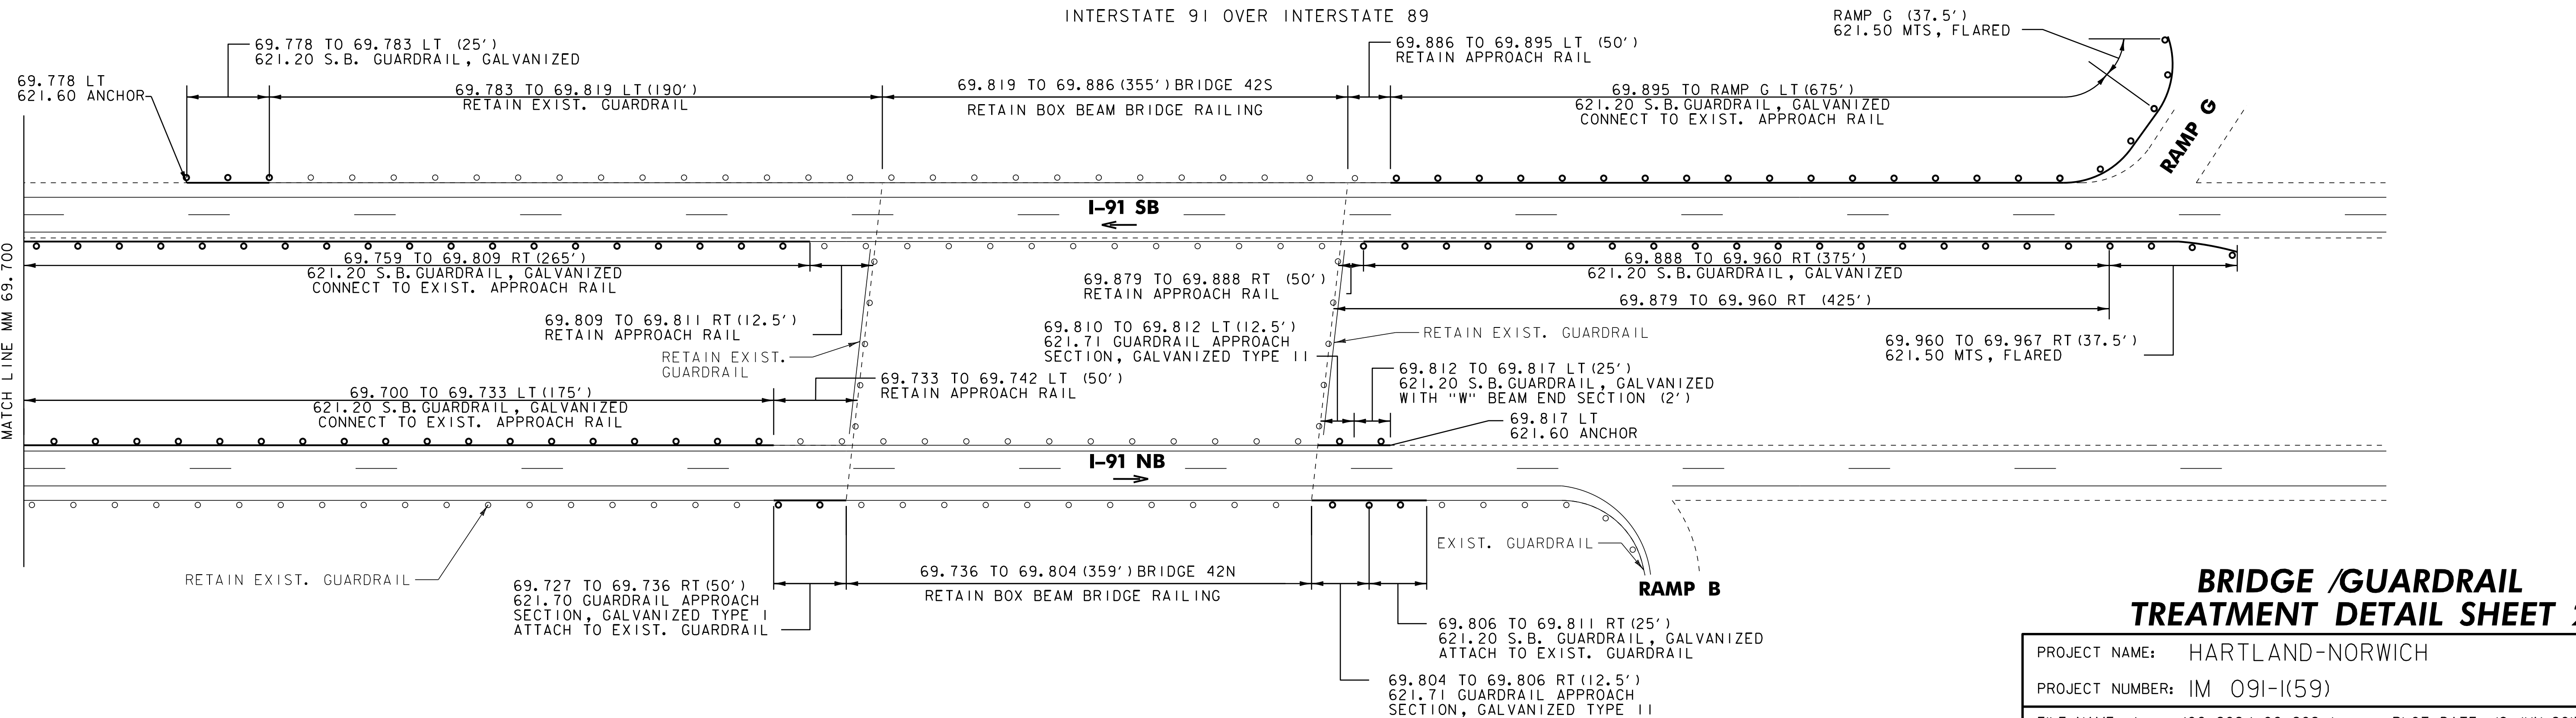 INTERSTATE 91 OVER INTERSTATE 89
69.778 LT
621.60 ANCHOR
69.778 TO 69.783 LT (25')
621.20 S.B. GUARDRAIL, GALVANIZED
69.783 TO 69.819 LT (190')
RETAIN EXIST. GUARDRAIL
69.819 TO 69.886 (355') BRIDGE 42S
RETAIN BOX BEAM BRIDGE RAILING
69.886 TO 69.895 LT (50')
RETAIN APPROACH RAIL
69.895 TO RAMP G LT (675')
621.20 S.B. GUARDRAIL, GALVANIZED
CONNECT TO EXIST. APPROACH RAIL
RAMP G (37.5')
621.50 MTS, FLARED
RAMP G
I-91 SB
MATCH LINE MM 69.700
69.759 TO 69.809 RT (265')
621.20 S.B. GUARDRAIL, GALVANIZED
CONNECT TO EXIST. APPROACH RAIL
69.809 TO 69.811 RT (12.5')
RETAIN APPROACH RAIL
RETAIN EXIST.
GUARDRAIL
69.879 TO 69.888 RT (50')
RETAIN APPROACH RAIL
69.888 TO 69.960 RT (375')
621.20 S.B. GUARDRAIL, GALVANIZED
69.879 TO 69.960 RT (425')
69.960 TO 69.967 RT (37.5')
621.50 MTS, FLARED
69.810 TO 69.812 LT (12.5')
621.71 GUARDRAIL APPROACH
SECTION, GALVANIZED TYPE II
RETAIN EXIST. GUARDRAIL
69.700 TO 69.733 LT (175')
621.20 S.B. GUARDRAIL, GALVANIZED
CONNECT TO EXIST. APPROACH RAIL
69.733 TO 69.742 LT (50')
RETAIN APPROACH RAIL
69.812 TO 69.817 LT (25')
621.20 S.B. GUARDRAIL, GALVANIZED
WITH "W" BEAM END SECTION (2')
69.817 LT
621.60 ANCHOR
I-91 NB
RETAIN EXIST. GUARDRAIL
69.727 TO 69.736 RT (50')
621.70 GUARDRAIL APPROACH
SECTION, GALVANIZED TYPE I
ATTACH TO EXIST. GUARDRAIL
69.736 TO 69.804 (359') BRIDGE 42N
RETAIN BOX BEAM BRIDGE RAILING
EXIST. GUARDRAIL
RAMP B
69.806 TO 69.811 RT (25')
621.20 S.B. GUARDRAIL, GALVANIZED
ATTACH TO EXIST. GUARDRAIL
69.804 TO 69.806 RT (12.5')
621.71 GUARDRAIL APPROACH
SECTION, GALVANIZED TYPE II
BRIDGE /GUARDRAIL
TREATMENT DETAIL SHEET
PROJECT NAME: HARTLAND-NORWICH
PROJECT NUMBER: IM 091-1(59)